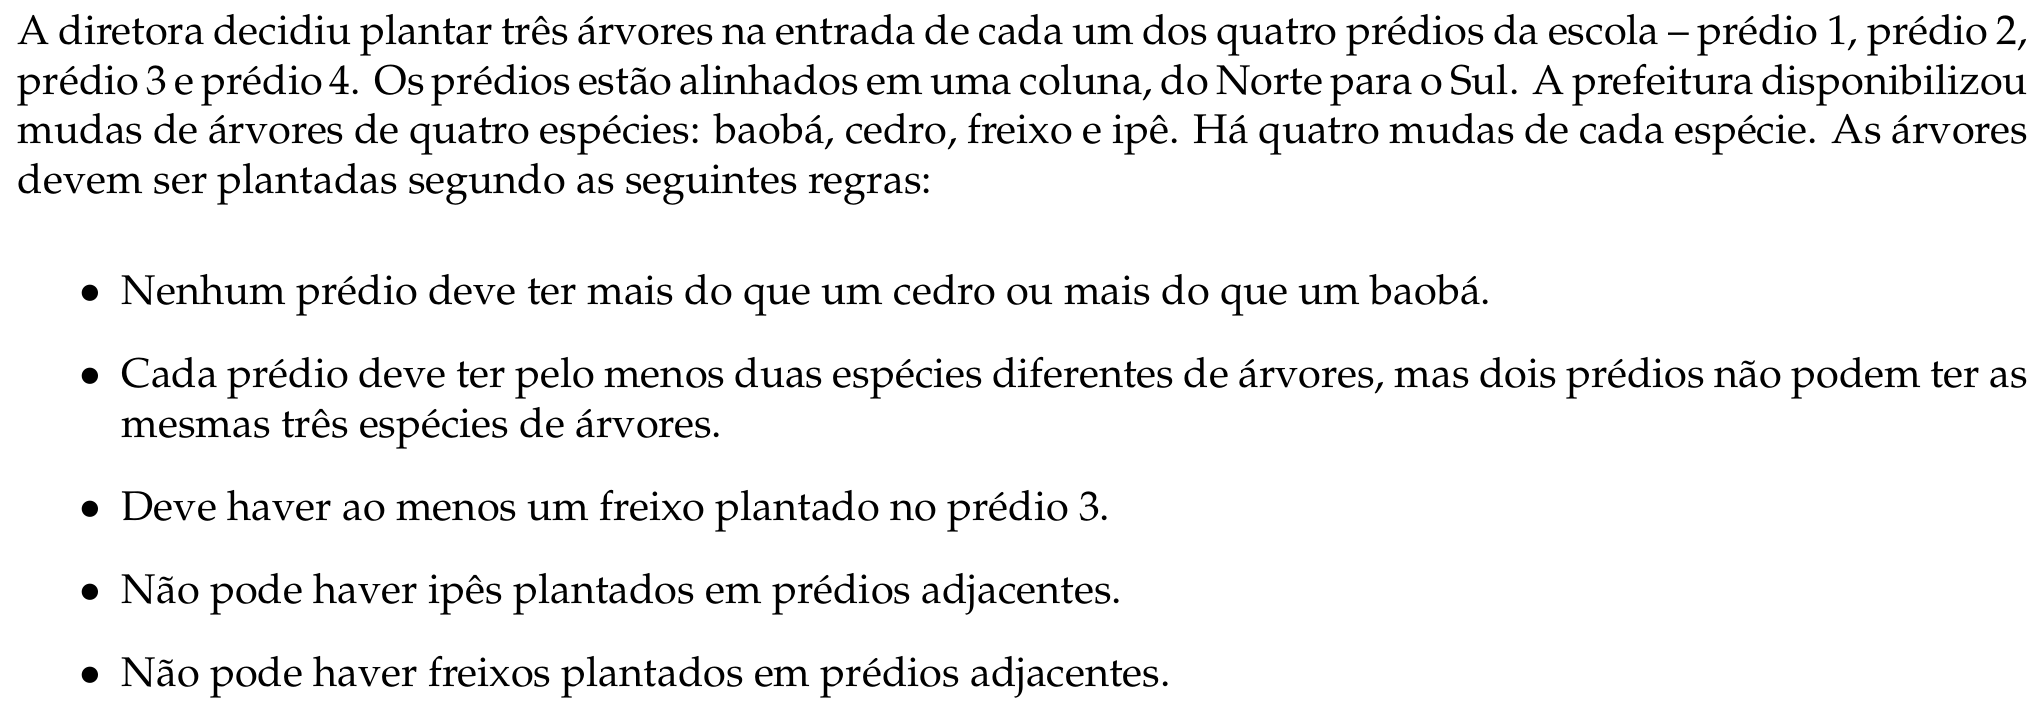 A diretora decidiu plantar três árvores na entrada de cada um dos quatro prédios da escola – prédio 1, prédio 2,
prédio 3 e prédio 4. Os prédios estão alinhados em uma coluna, do Norte para o Sul. A prefeitura disponibilizou
mudas de árvores de quatro espécies: baobá, cedro, freixo e ipê. Há quatro mudas de cada espécie. As árvores
devem ser plantadas segundo as seguintes regras:
• Nenhum prédio deve ter mais do que um cedro ou mais do que um baobá.
• Cada prédio deve ter pelo menos duas espécies diferentes de árvores, mas dois prédios não podem ter as
mesmas três espécies de árvores.
• Deve haver ao menos um freixo plantado no prédio 3.
• Não pode haver ipês plantados em prédios adjacentes.
• Não pode haver freixos plantados em prédios adjacentes.